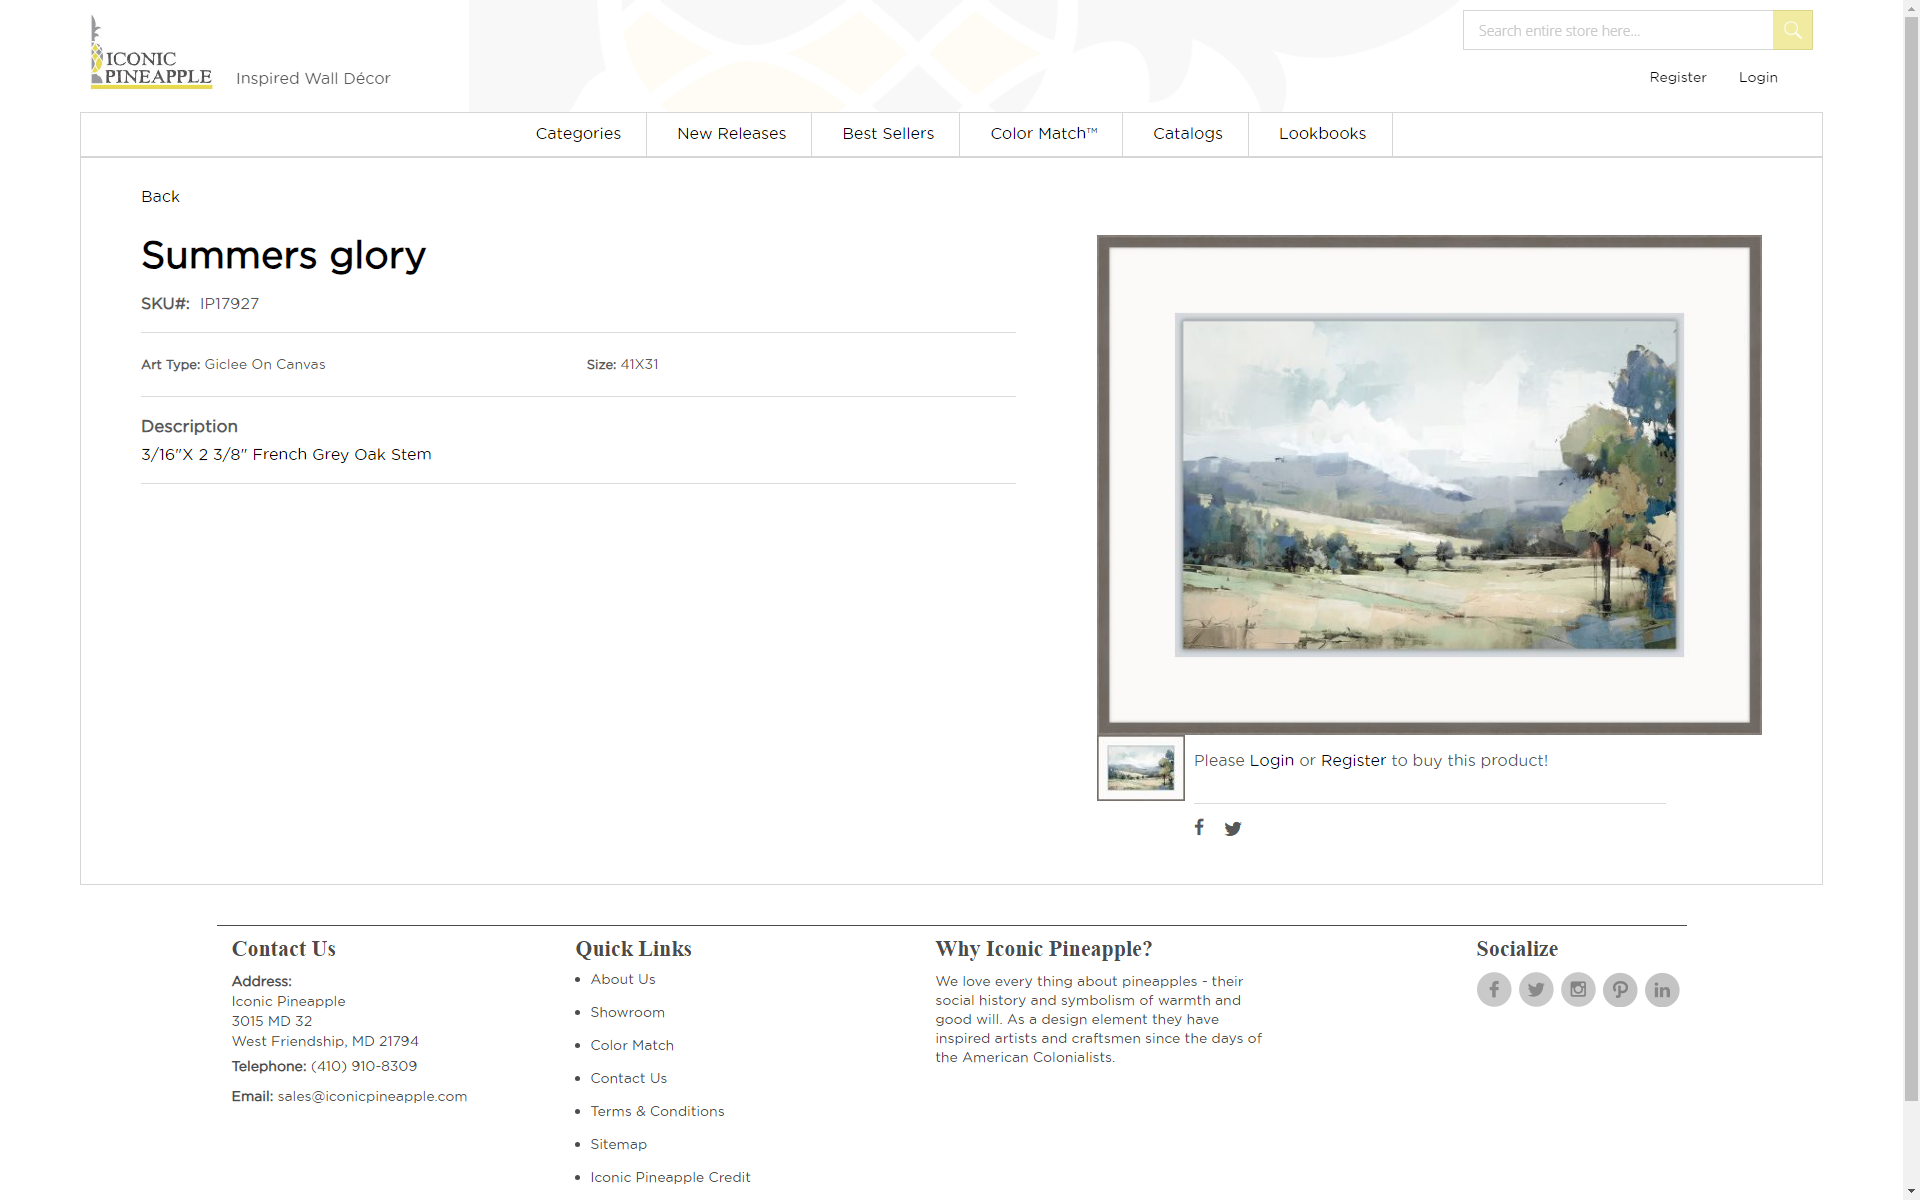 ICONIC
PINEAPPLE
Inspired Wall Décor
Search entire store here...
Register
Login
Categories
New Releases
Best Sellers
Color Match™
Catalogs
Lookbooks
Back
Summers glory
SKU#: IP17927
Art Type: Giclee On Canvas
Size: 41X31
Description
3/16"X 2 3/8" French Grey Oak Stem
Please Login or Register to buy this product!
Contact Us
Address:
Iconic Pineapple
3015 MD 32
West Friendship, MD 21794
Telephone: (410) 910-8309
Email: sales@iconicpineapple.com
Quick Links
About Us
Showroom
Color Match
Contact Us
Terms & Conditions
Sitemap
Iconic Pineapple Credit
Why Iconic Pineapple?
We love every thing about pineapples - their
social history and symbolism of warmth and
good will. As a design element they have
inspired artists and craftsmen since the days of
the American Colonialists.
Socialize